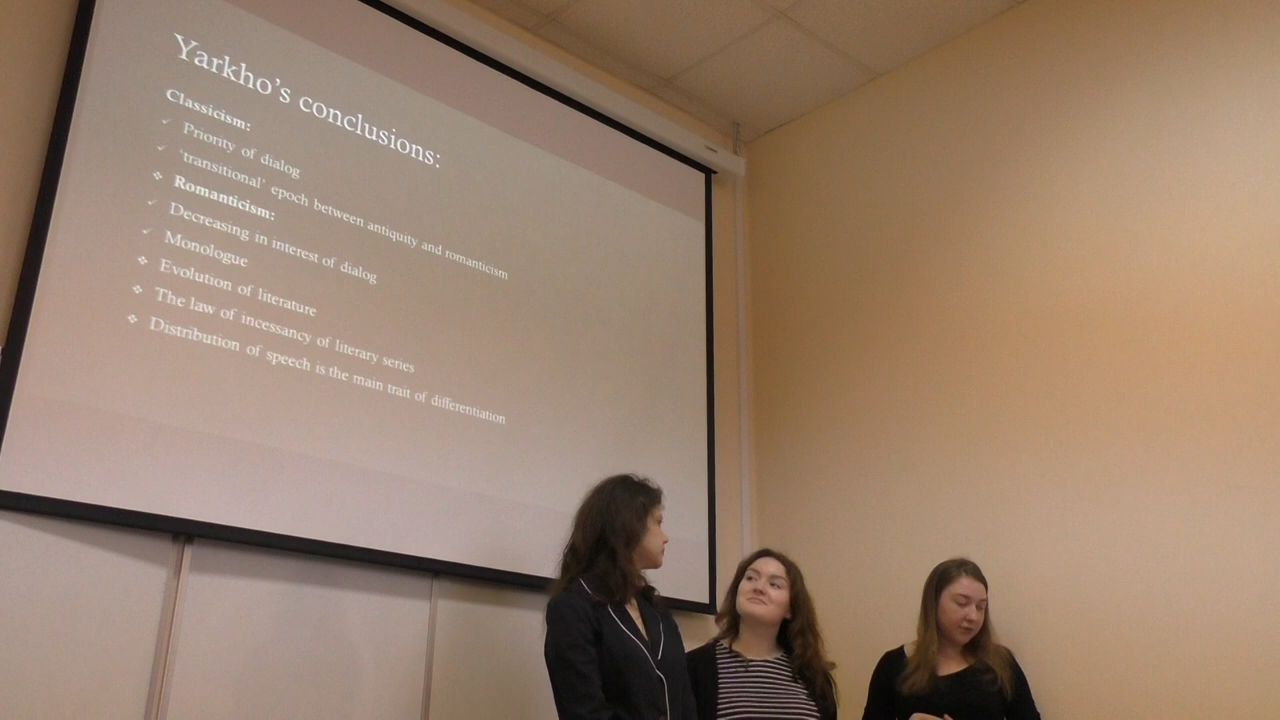 Yarkho's conclusions:
Classicism:
Priority of dialog
'transitional' epoch between antiquity and romanticism
Romanticism:
Decreasing in interest of dialog
Monologue
Evolution of literature
The law of incessancy of literary series
Distribution of speech is the main trait of differentiation